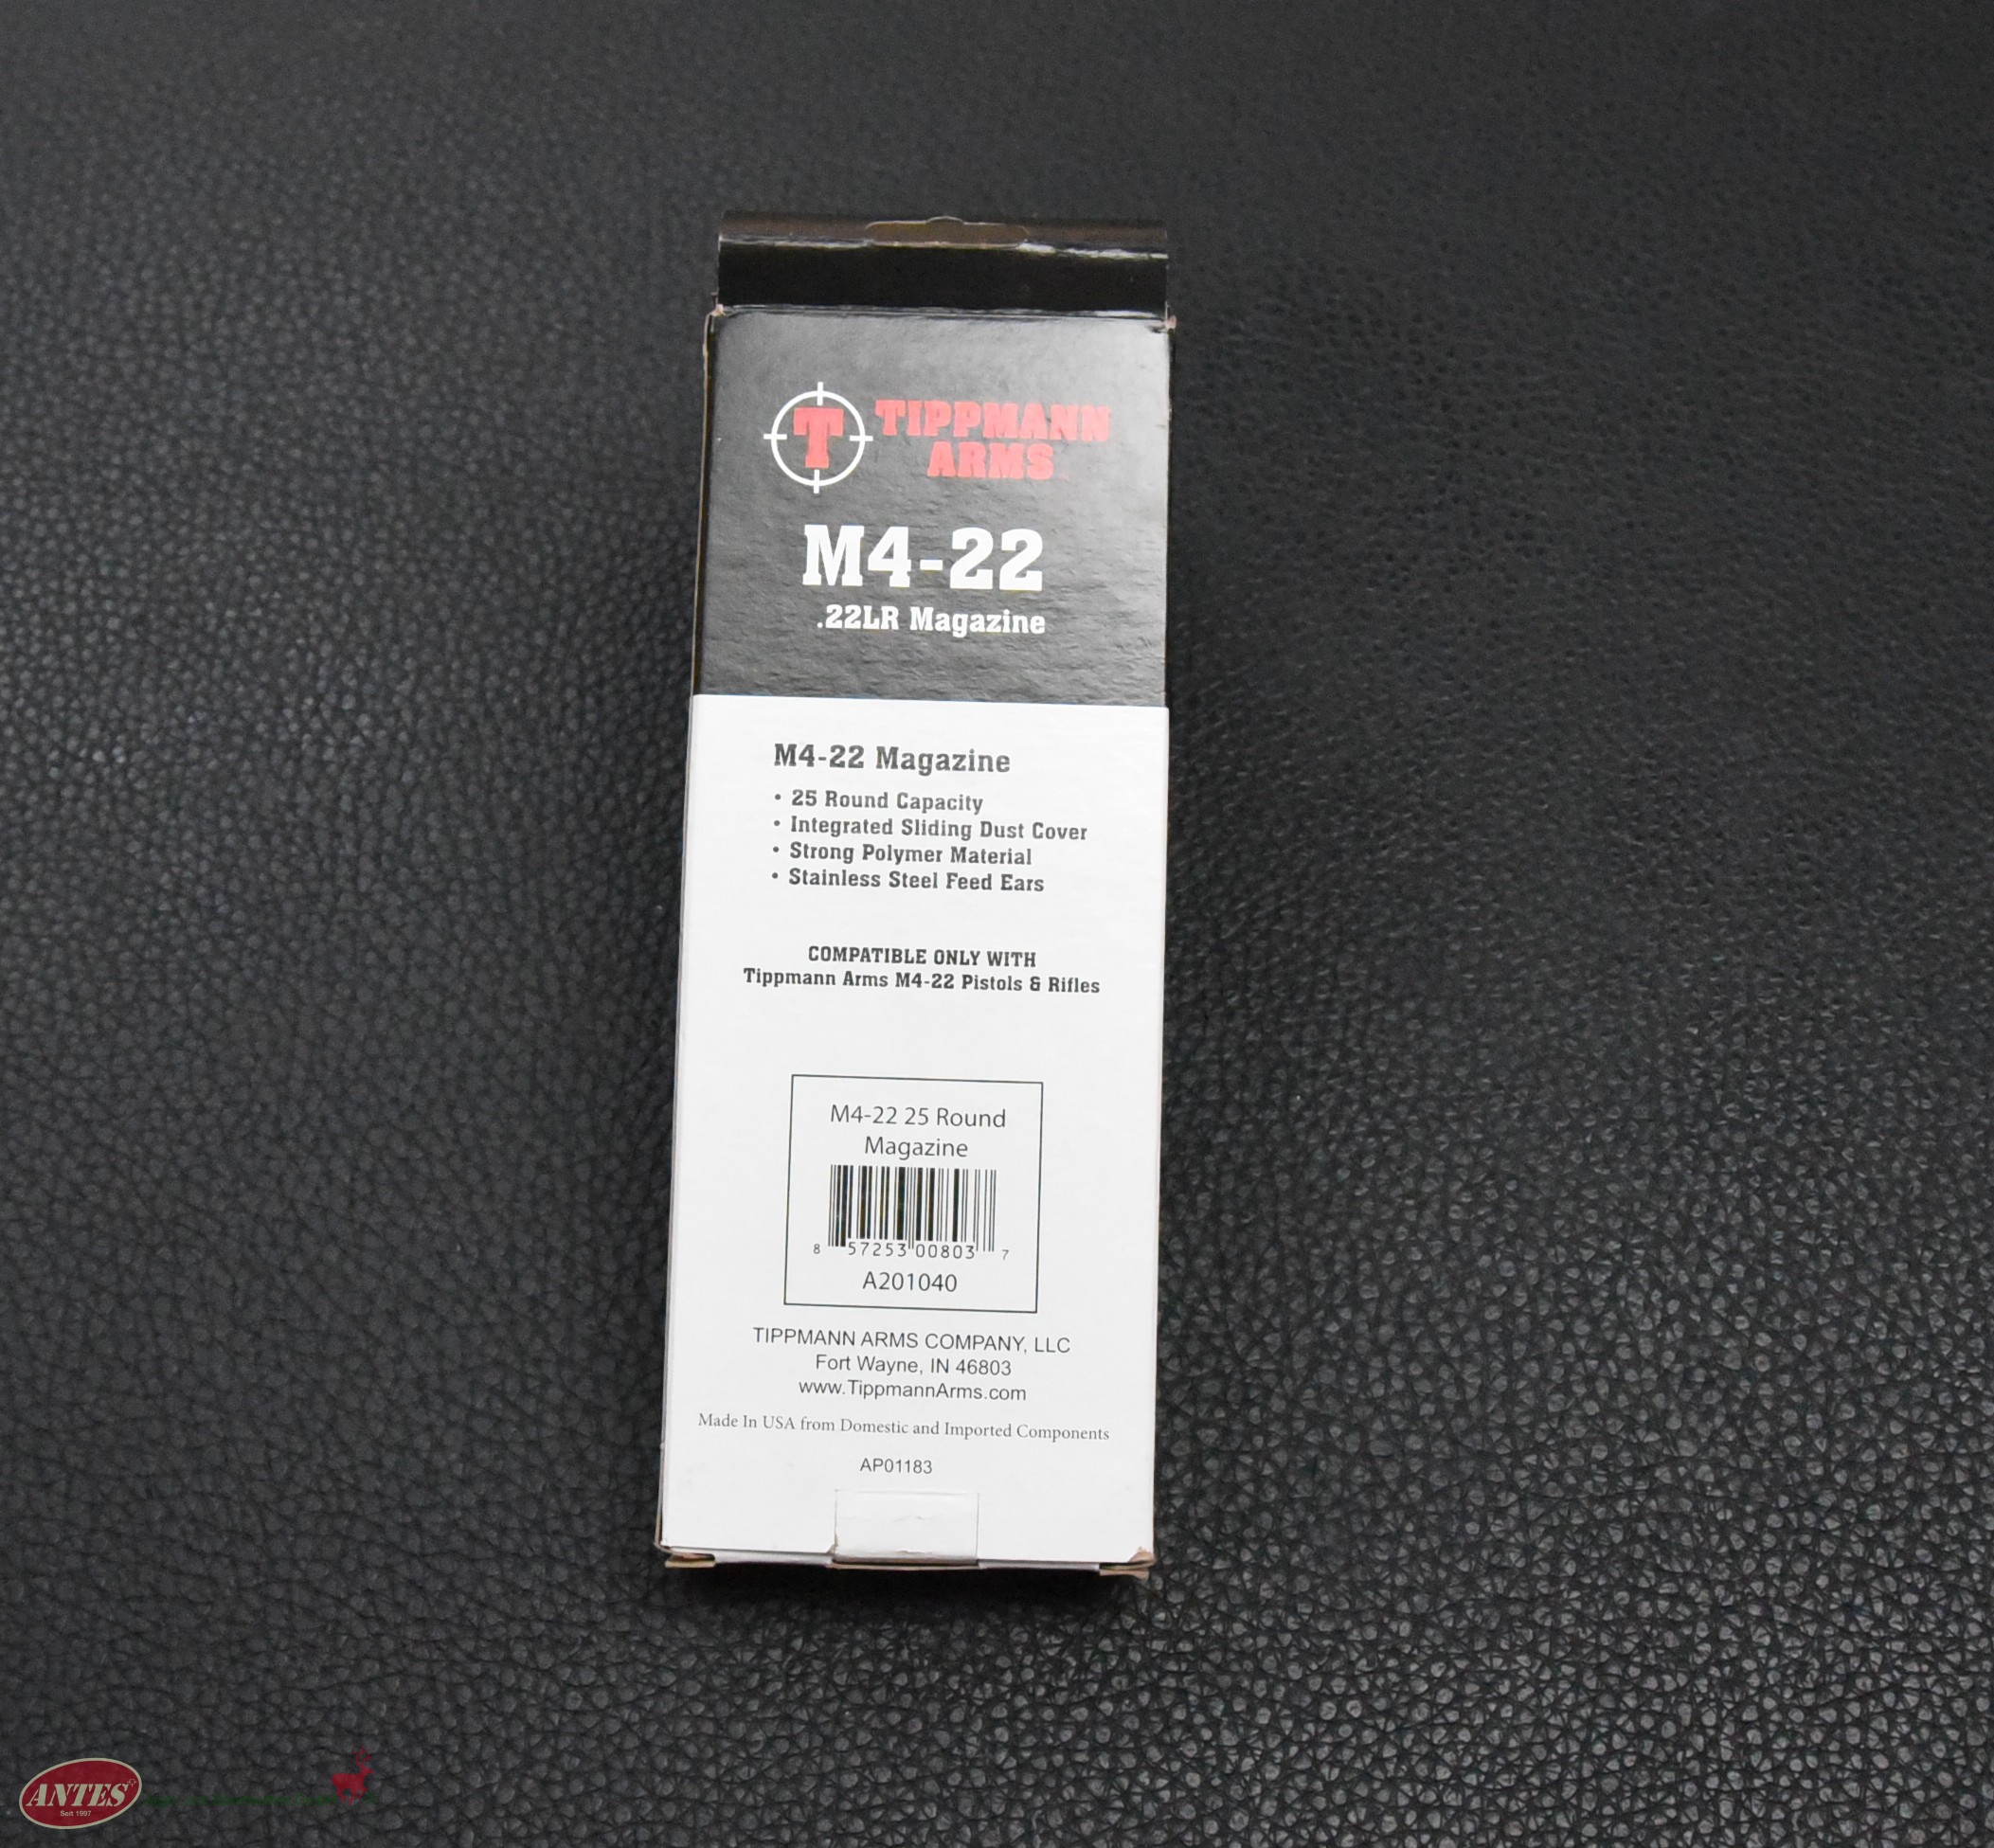 T
TIPPMANN
ARMS
M4-22
.22LR Magazine
M4-22 Magazine
• 25 Round Capacity
• Integrated Sliding Dust Cover
• Strong Polymer Material
• Stainless Steel Feed Ears
COMPATIBLE ONLY WITH
Tippmann Arms M4-22 Pistols & Rifles
M4-22 25 Round
Magazine
8 57253 00803 7
A201040
TIPPMANN ARMS COMPANY, LLC
Fort Wayne, IN 46803
www.TippmannArms.com
Made In USA from Domestic and Imported Components
AP01183
ANTES
Seit 1997